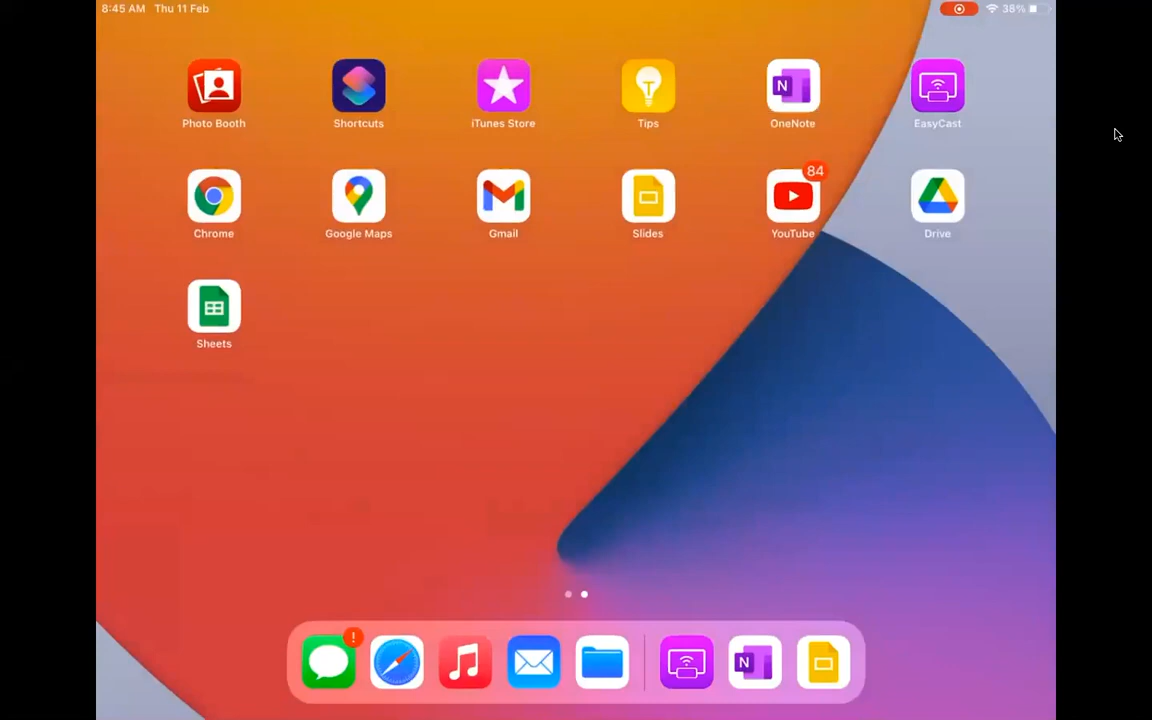 8:45 AM Thu 11 Feb 38%
Photo Booth Shortcuts iTunes Store Tips OneNote EasyCast
84
Chrome Google Maps Gmail Slides YouTube Drive
Sheets
!